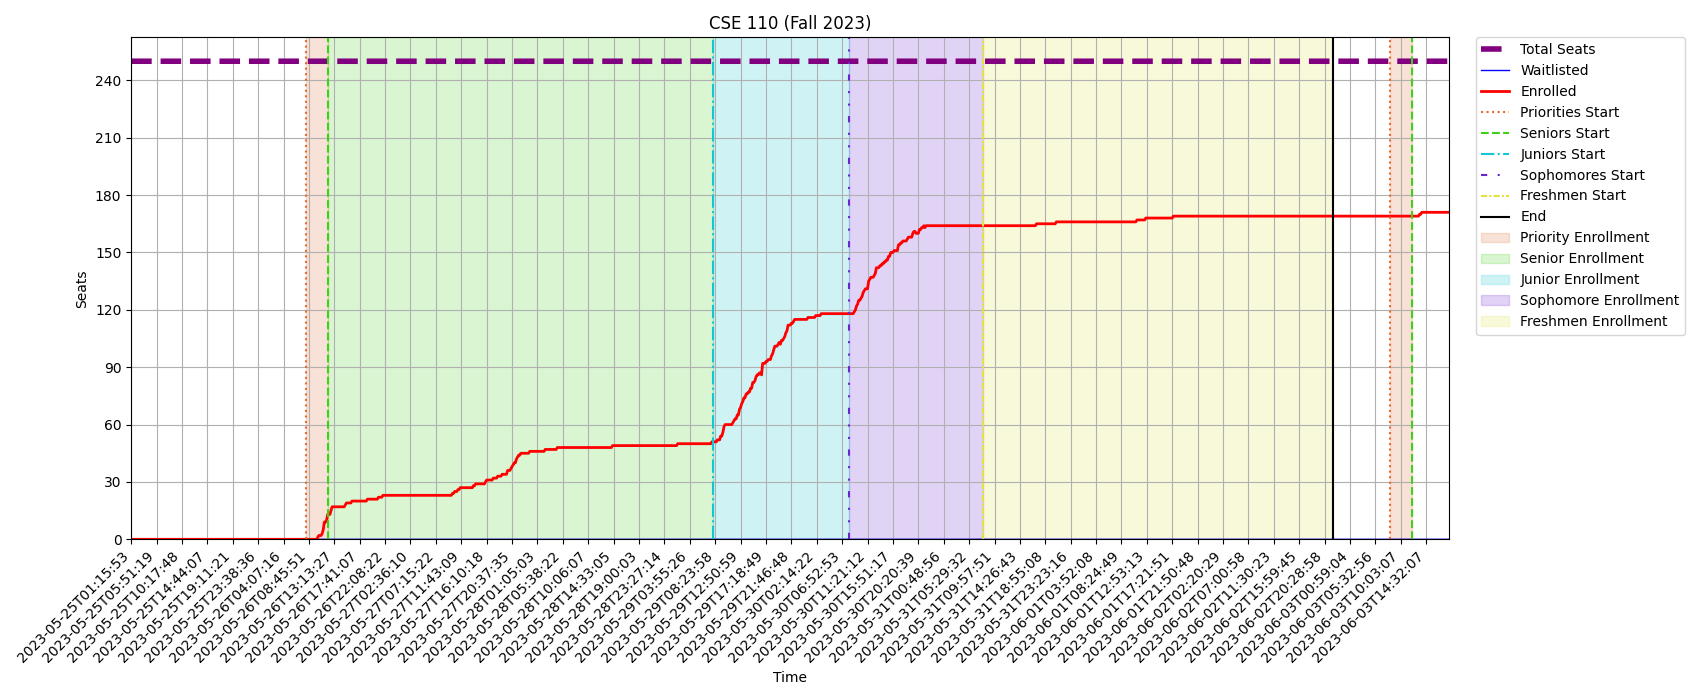 CSE 110 (Fall 2023)
Seats
240
210
180
150
120
90
60
30
0
2023-05-25T01:15:53
2023-05-25T05:51:19
2023-05-25T10:17:48
2023-05-25T14:44:07
2023-05-25T19:11:21
2023-05-25T23:38:36
2023-05-26T04:07:16
2023-05-26T08:45:51
2023-05-26T13:13:27
2023-05-26T17:41:07
2023-05-26T22:08:22
2023-05-27T02:36:10
2023-05-27T07:15:22
2023-05-27T11:43:09
2023-05-27T16:10:18
2023-05-27T20:37:35
2023-05-28T01:05:03
2023-05-28T05:38:22
2023-05-28T10:06:07
2023-05-28T14:33:05
2023-05-28T19:00:03
2023-05-28T23:27:14
2023-05-29T03:55:26
2023-05-29T08:23:58
2023-05-29T12:50:59
2023-05-29T17:18:49
2023-05-29T21:46:48
2023-05-30T02:14:22
2023-05-30T06:52:53
2023-05-30T11:21:12
2023-05-30T15:51:17
2023-05-30T20:20:39
2023-05-31T00:48:56
2023-05-31T05:29:32
2023-05-31T09:57:51
2023-05-31T14:26:43
2023-05-31T18:55:08
2023-05-31T23:23:16
2023-06-01T03:52:08
2023-06-01T08:24:49
2023-06-01T12:53:13
2023-06-01T17:21:51
2023-06-01T21:50:48
2023-06-02T02:20:29
2023-06-02T07:00:58
2023-06-02T11:30:23
2023-06-02T15:59:45
2023-06-02T20:28:58
2023-06-03T00:59:04
2023-06-03T05:32:56
2023-06-03T10:03:07
2023-06-03T14:32:07
Time
Total Seats
Waitlisted
Enrolled
Priorities Start
Seniors Start
Juniors Start
Sophomores Start
Freshmen Start
End
Priority Enrollment
Senior Enrollment
Junior Enrollment
Sophomore Enrollment
Freshmen Enrollment